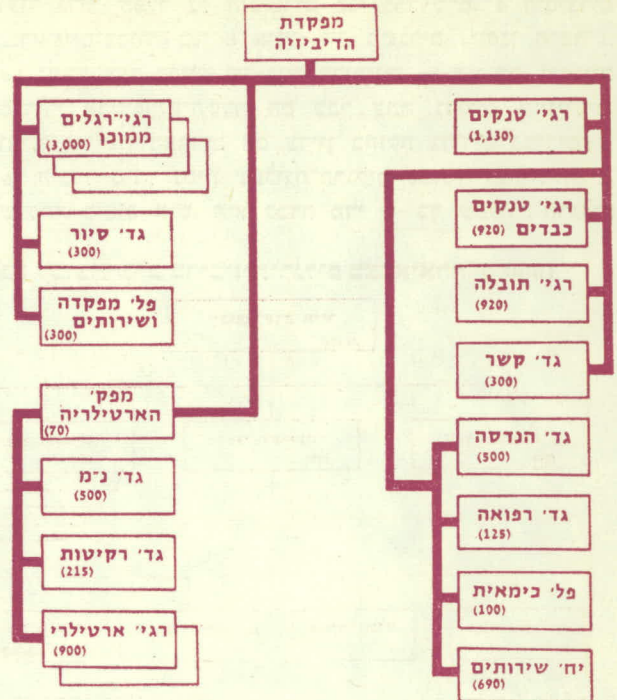 מפקדת
הדיביזיה
רגי' טנקים
(1,130)
רגי' טנקים
כבדים (920)
רגי' תובלה
(920)
גד' קשר
(300)
גד' הנדסה
(500)
גד' רפואה
(125)
פל' כימאית
(100)
יח' שירותים
(690)
רגי' רגלים
ממוכן
(3,000)
גד' סיור
(300)
פל' מפקדה
ושירותים
(300)
מפק'
הארטילריה
(70)
גד' נ-מ
(500)
גד' רקיטות
(215)
רגי' ארטילרי
(900)